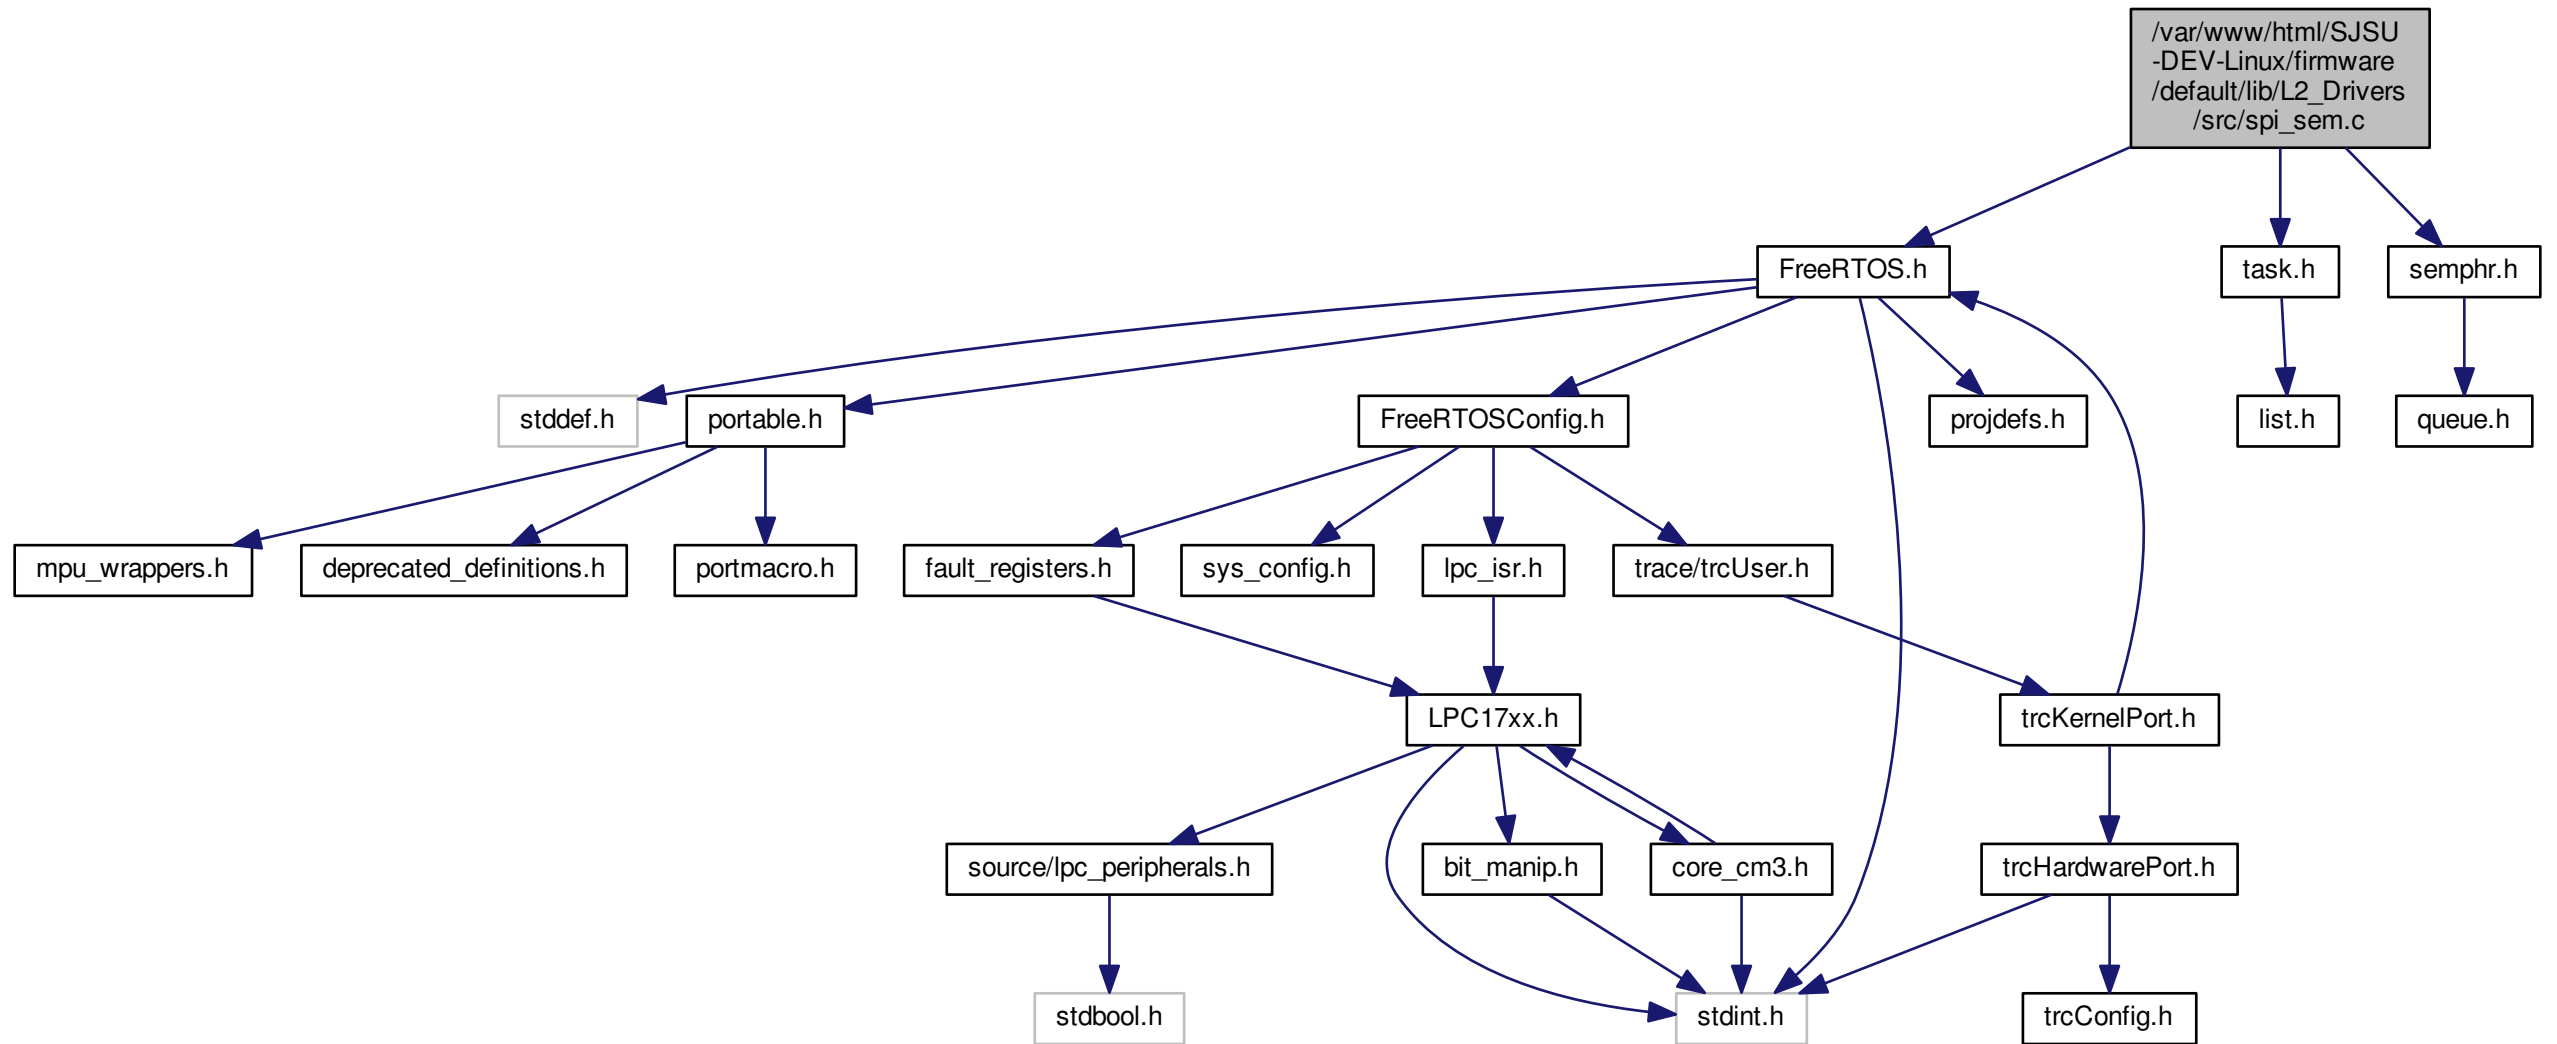 /var/www/html/SJSU
-DEV-Linux/firmware
/default/lib/L2_Drivers
/src/spi_sem.c
FreeRTOS.h
task.h
semphr.h
stddef.h
portable.h
FreeRTOSConfig.h
projdefs.h
list.h
queue.h
mpu_wrappers.h
deprecated_definitions.h
portmacro.h
fault_registers.h
sys_config.h
lpc_isr.h
trace/trcUser.h
LPC17xx.h
trcKernelPort.h
source/lpc_peripherals.h
bit_manip.h
core_cm3.h
trcHardwarePort.h
stdbool.h
stdint.h
trcConfig.h